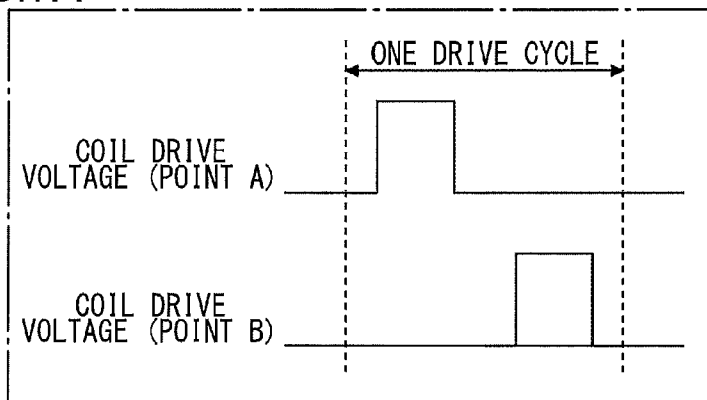 ONE DRIVE CYCLE
COIL DRIVE
VOLTAGE (POINT A)
COIL DRIVE
VOLTAGE (POINT B)